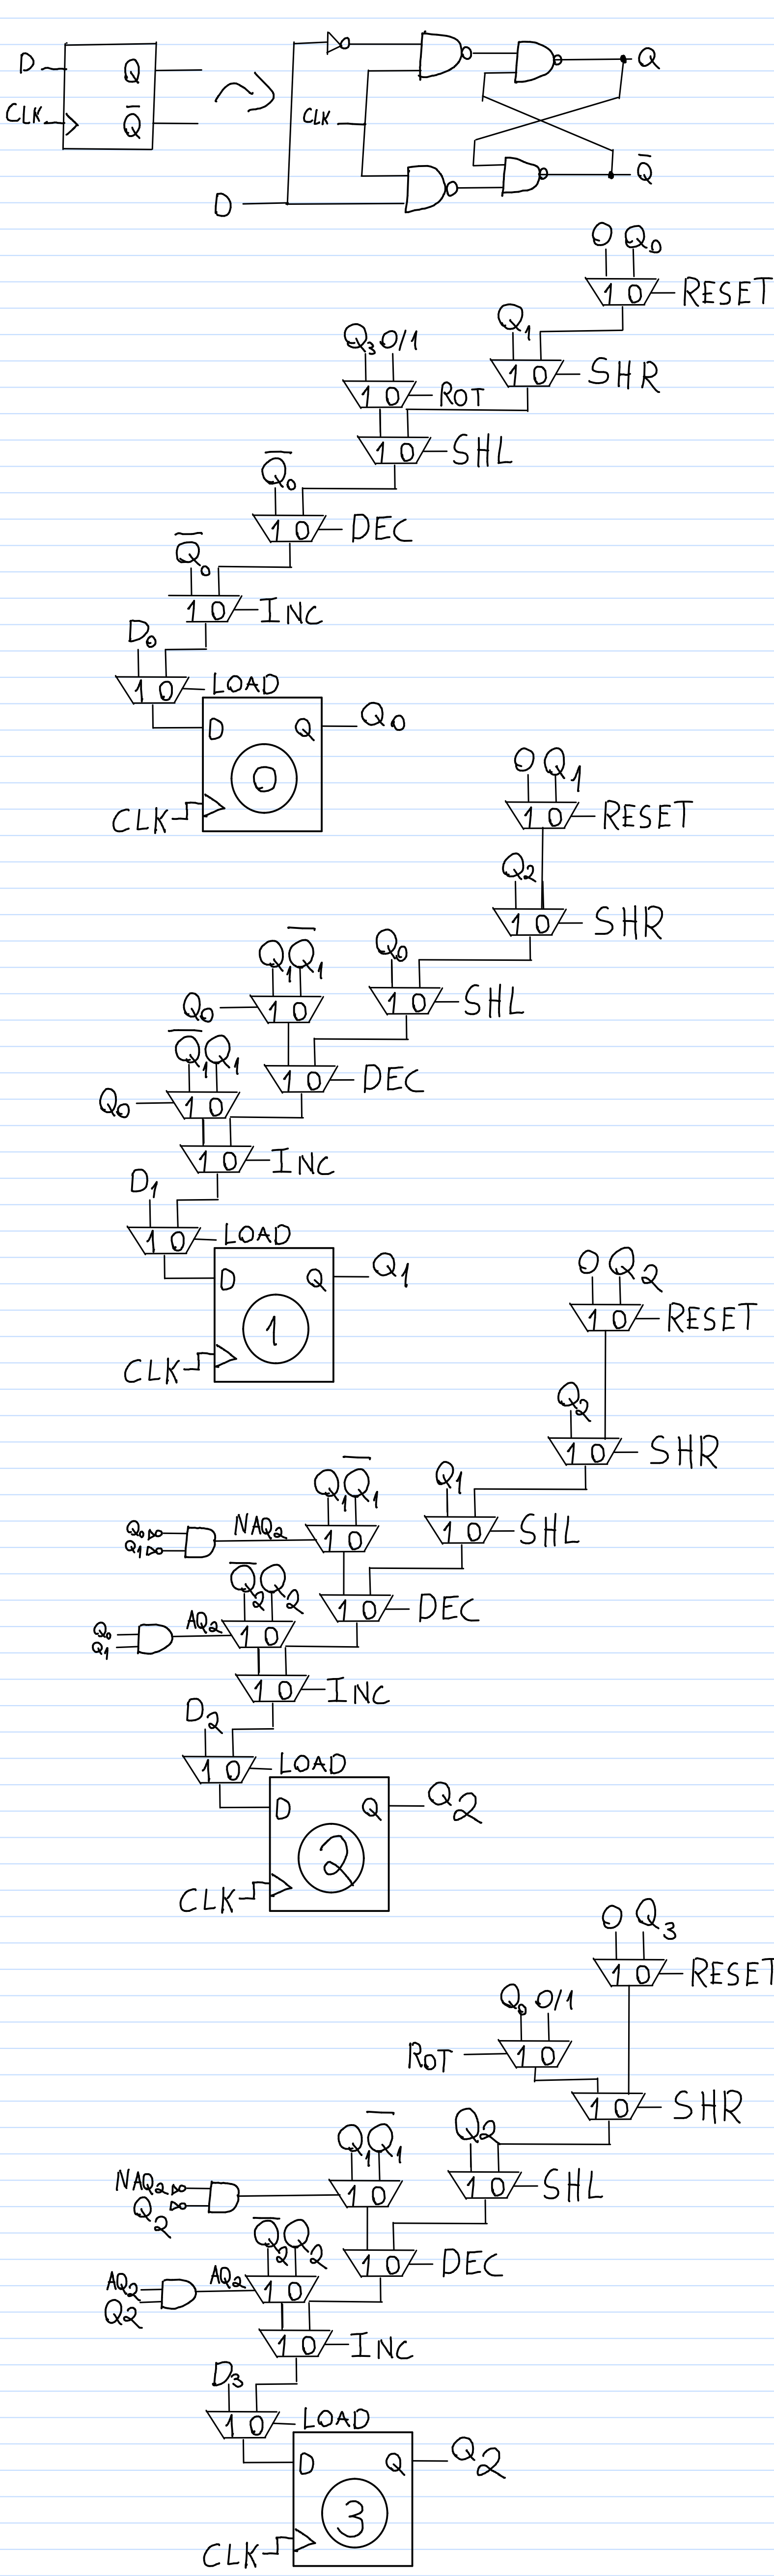 D Q
CLK Q̅
CLK
D
Q
Q̅
0 Q0
1 0 RESET
Q1
1 0 SHR
Q3 0/1
1 0 ROT
1 0 SHL
Q̅0
1 0 DEC
Q̅0
1 0 INC
D0
1 0 LOAD
D Q Q0
0
CLK
0 Q1
1 0 RESET
Q2
1 0 SHR
Q1 Q̅1 Q0
Q0 1 0
1 0 SHL
Q̅1 Q1
1 0 DEC
Q0 1 0
1 0 INC
D1
1 0 LOAD
D Q Q1
1
CLK
0 Q2
1 0 RESET
Q2
1 0 SHR
Q1 Q̅1 Q1
Q0 Q1 NAQ2 1 0
1 0 SHL
Q̅2 Q2
1 0 DEC
Q0 Q1 AQ2 1 0
1 0 INC
D2
1 0 LOAD
D Q Q2
2
CLK
0 Q3
1 0 RESET
Q0 0/1
ROT 1 0
1 0 SHR
Q1 Q̅1 Q2
NAQ2 Q2 1 0
1 0 SHL
Q̅2 Q2
1 0 DEC
AQ2 Q2 AQ2 1 0
1 0 INC
D3
1 0 LOAD
D Q Q2
3
CLK